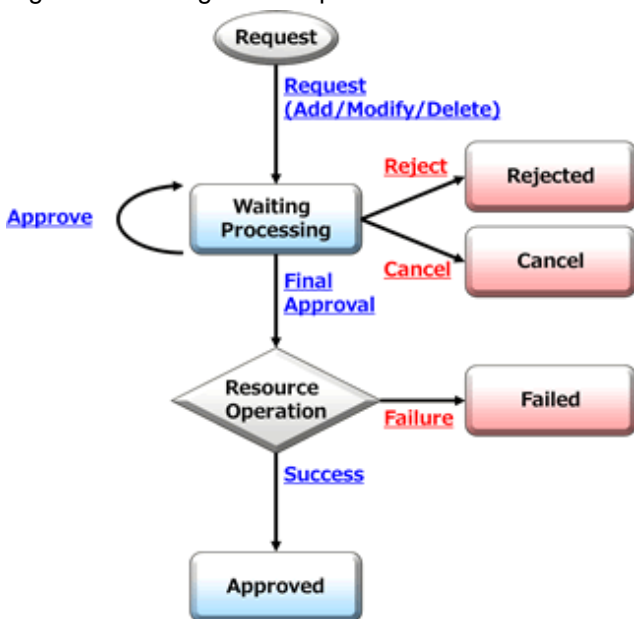 Request
Request
(Add/Modify/Delete)
Reject
Rejected
Approve
Waiting
Processing
Cancel
Cancel
Final
Approval
Resource
Operation
Failure
Failed
Success
Approved